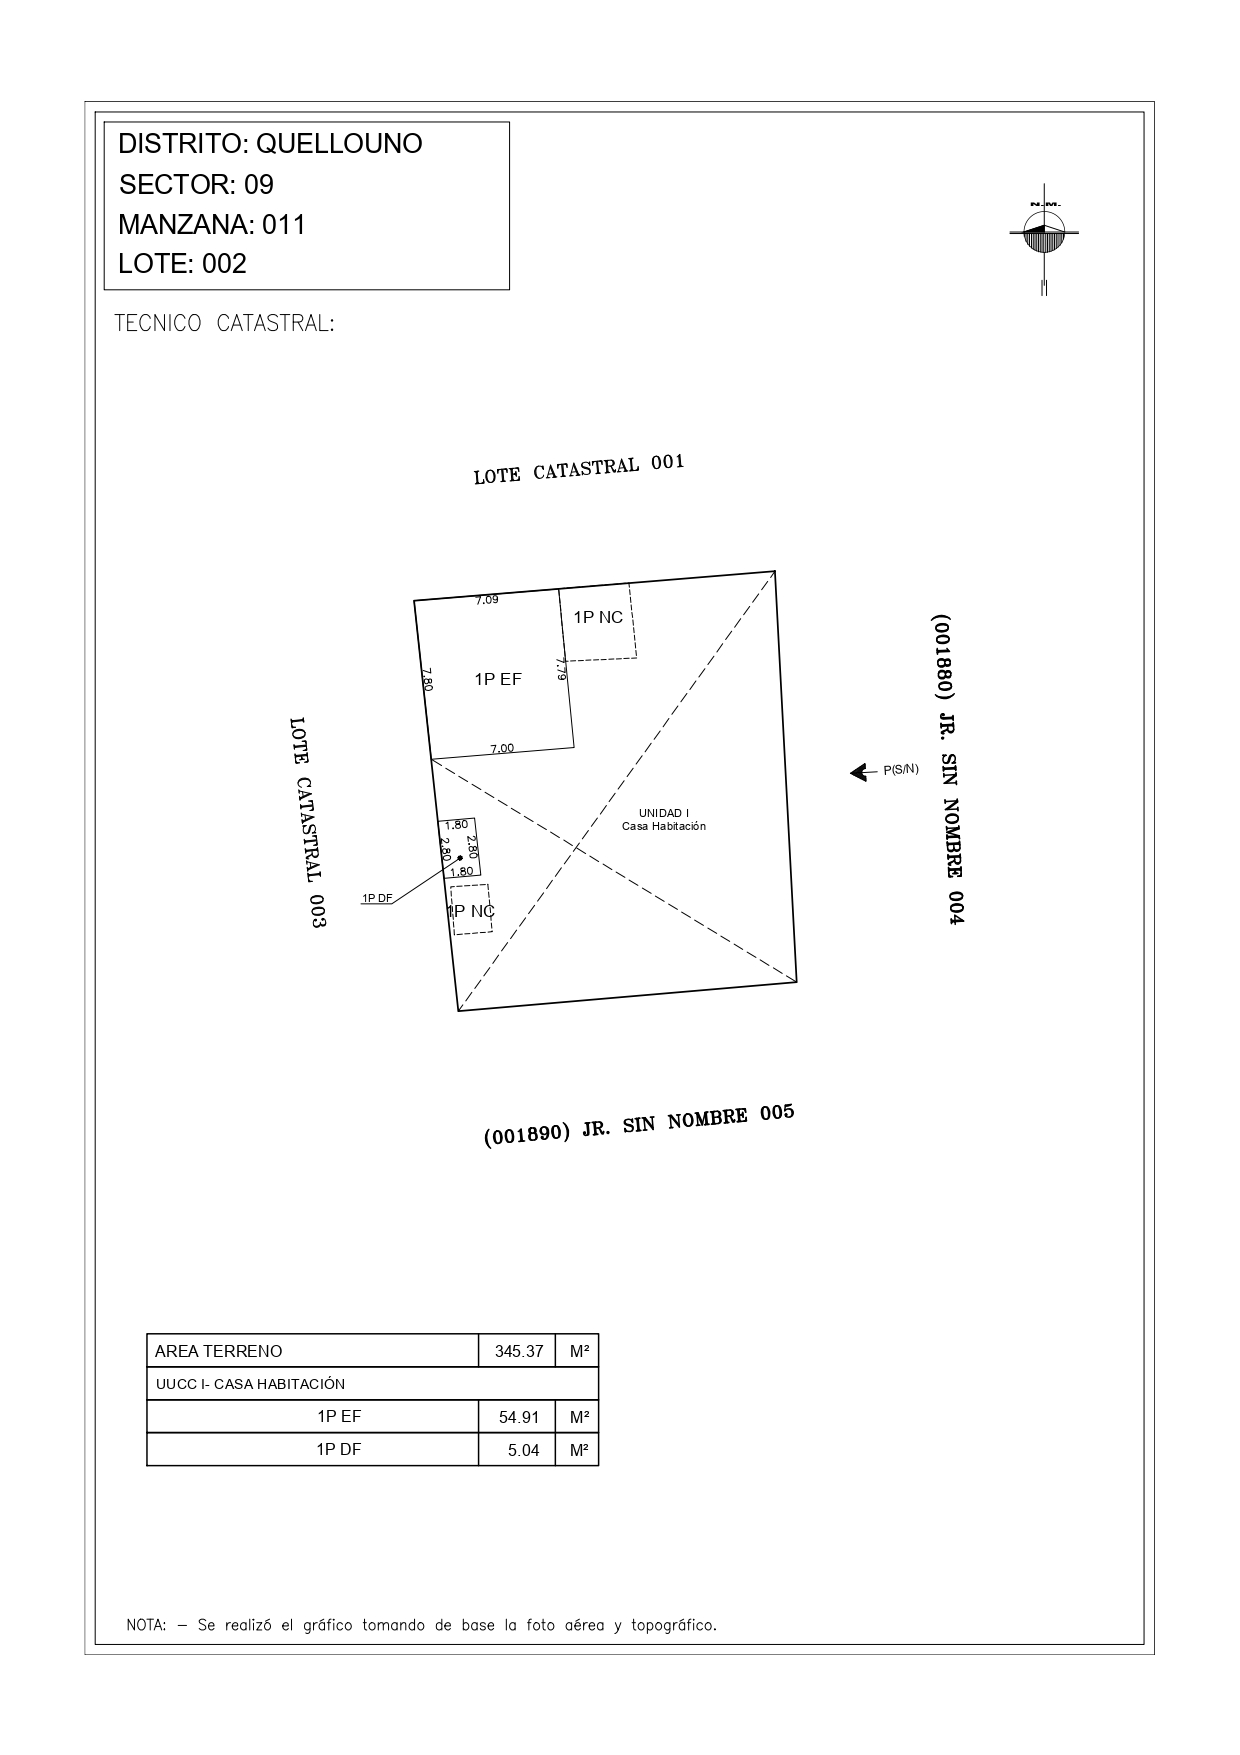 DISTRITO: QUELLOUNO
SECTOR: 09
MANZANA: 011
LOTE: 002
N.M.
TECNICO CATASTRAL:
LOTE CATASTRAL 001
7.09
1P NC
7.80
1P EF
7.79
7.00
(001880) JR. SIN NOMBRE 004
LOTE CATASTRAL 003
P(S/N)
UNIDAD I
Casa Habitación
1.80
2.80
2.80
1.80
1P DF
1P NC
(001890) JR. SIN NOMBRE 005
AREA TERRENO 345.37 M²
UUCC I- CASA HABITACIÓN
1P EF 54.91 M²
1P DF 5.04 M²
NOTA: – Se realizó el gráfico tomando de base la foto aérea y topográfico.